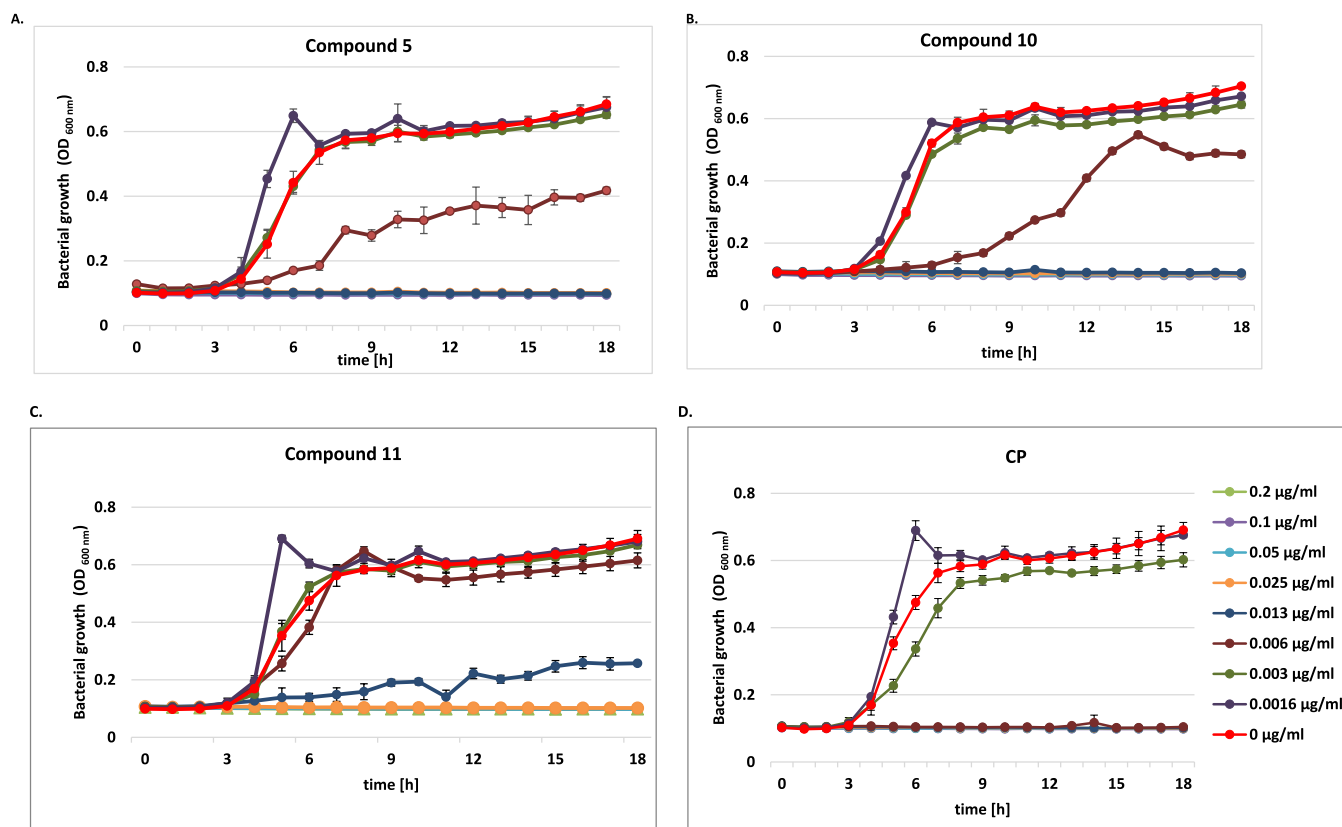 A.
Compound 5
Bacterial growth (OD 600 nm)
0.8
0.6
0.4
0.2
0
0 3 6 9 12 15 18
time [h]
B.
Compound 10
Bacterial growth (OD 600 nm)
0.8
0.6
0.4
0.2
0
0 3 6 9 12 15 18
time [h]
C.
Compound 11
Bacterial growth (OD 600 nm)
0.8
0.6
0.4
0.2
0
0 3 6 9 12 15 18
time [h]
D.
CP
Bacterial growth (OD 600 nm)
0.8
0.6
0.4
0.2
0
0 3 6 9 12 15 18
time [h]
0.2 µg/ml
0.1 µg/ml
0.05 µg/ml
0.025 µg/ml
0.013 µg/ml
0.006 µg/ml
0.003 µg/ml
0.0016 µg/ml
0 µg/ml